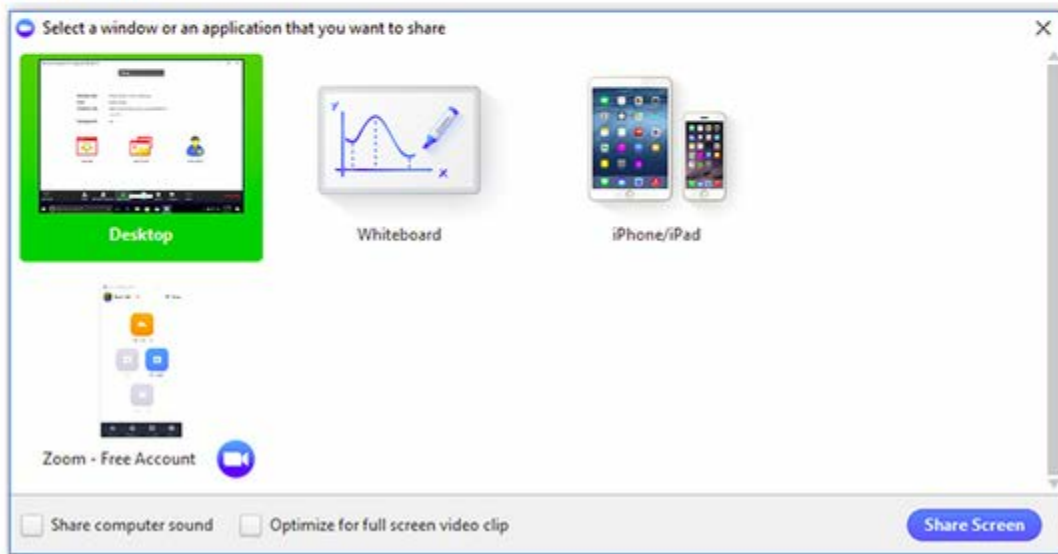 Select a window or an application that you want to share
Desktop
Whiteboard
iPhone/iPad
Y
X
Zoom - Free Account
Share computer sound
Optimize for full screen video clip
Share Screen